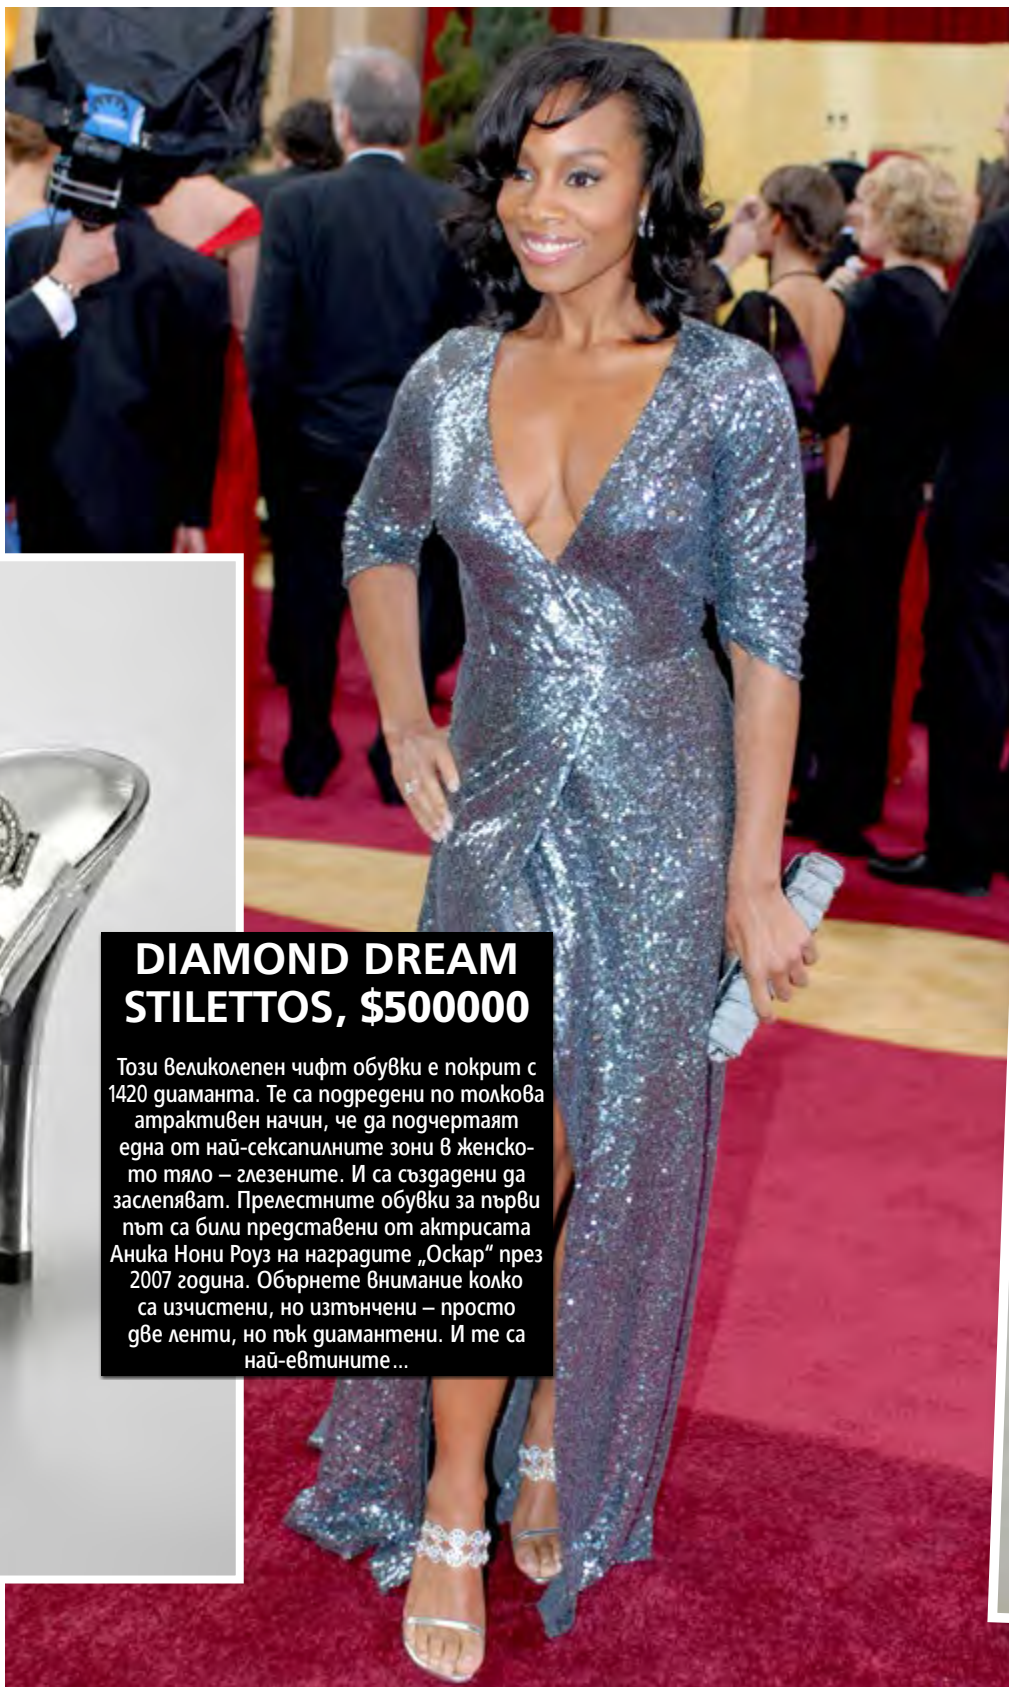 DIAMOND DREAM
STILETTOS, $500000
Този великолепен чифт обувки е покрит с
1420 диаманта. Те са подредени по толкова
атрактивен начин, че да подчертаят
една от най-сексапилните зони в женско-
то тяло – глезените. И са създадени да
заслепяват. Прелестните обувки за първи
път са били представени от актрисата
Аника Нони Роуз на наградите „Оскар“ през
2007 година. Обърнете внимание колко
са изчистени, но изтънчени – просто
две ленти, но пък диамантени. И те са
най-евтините...